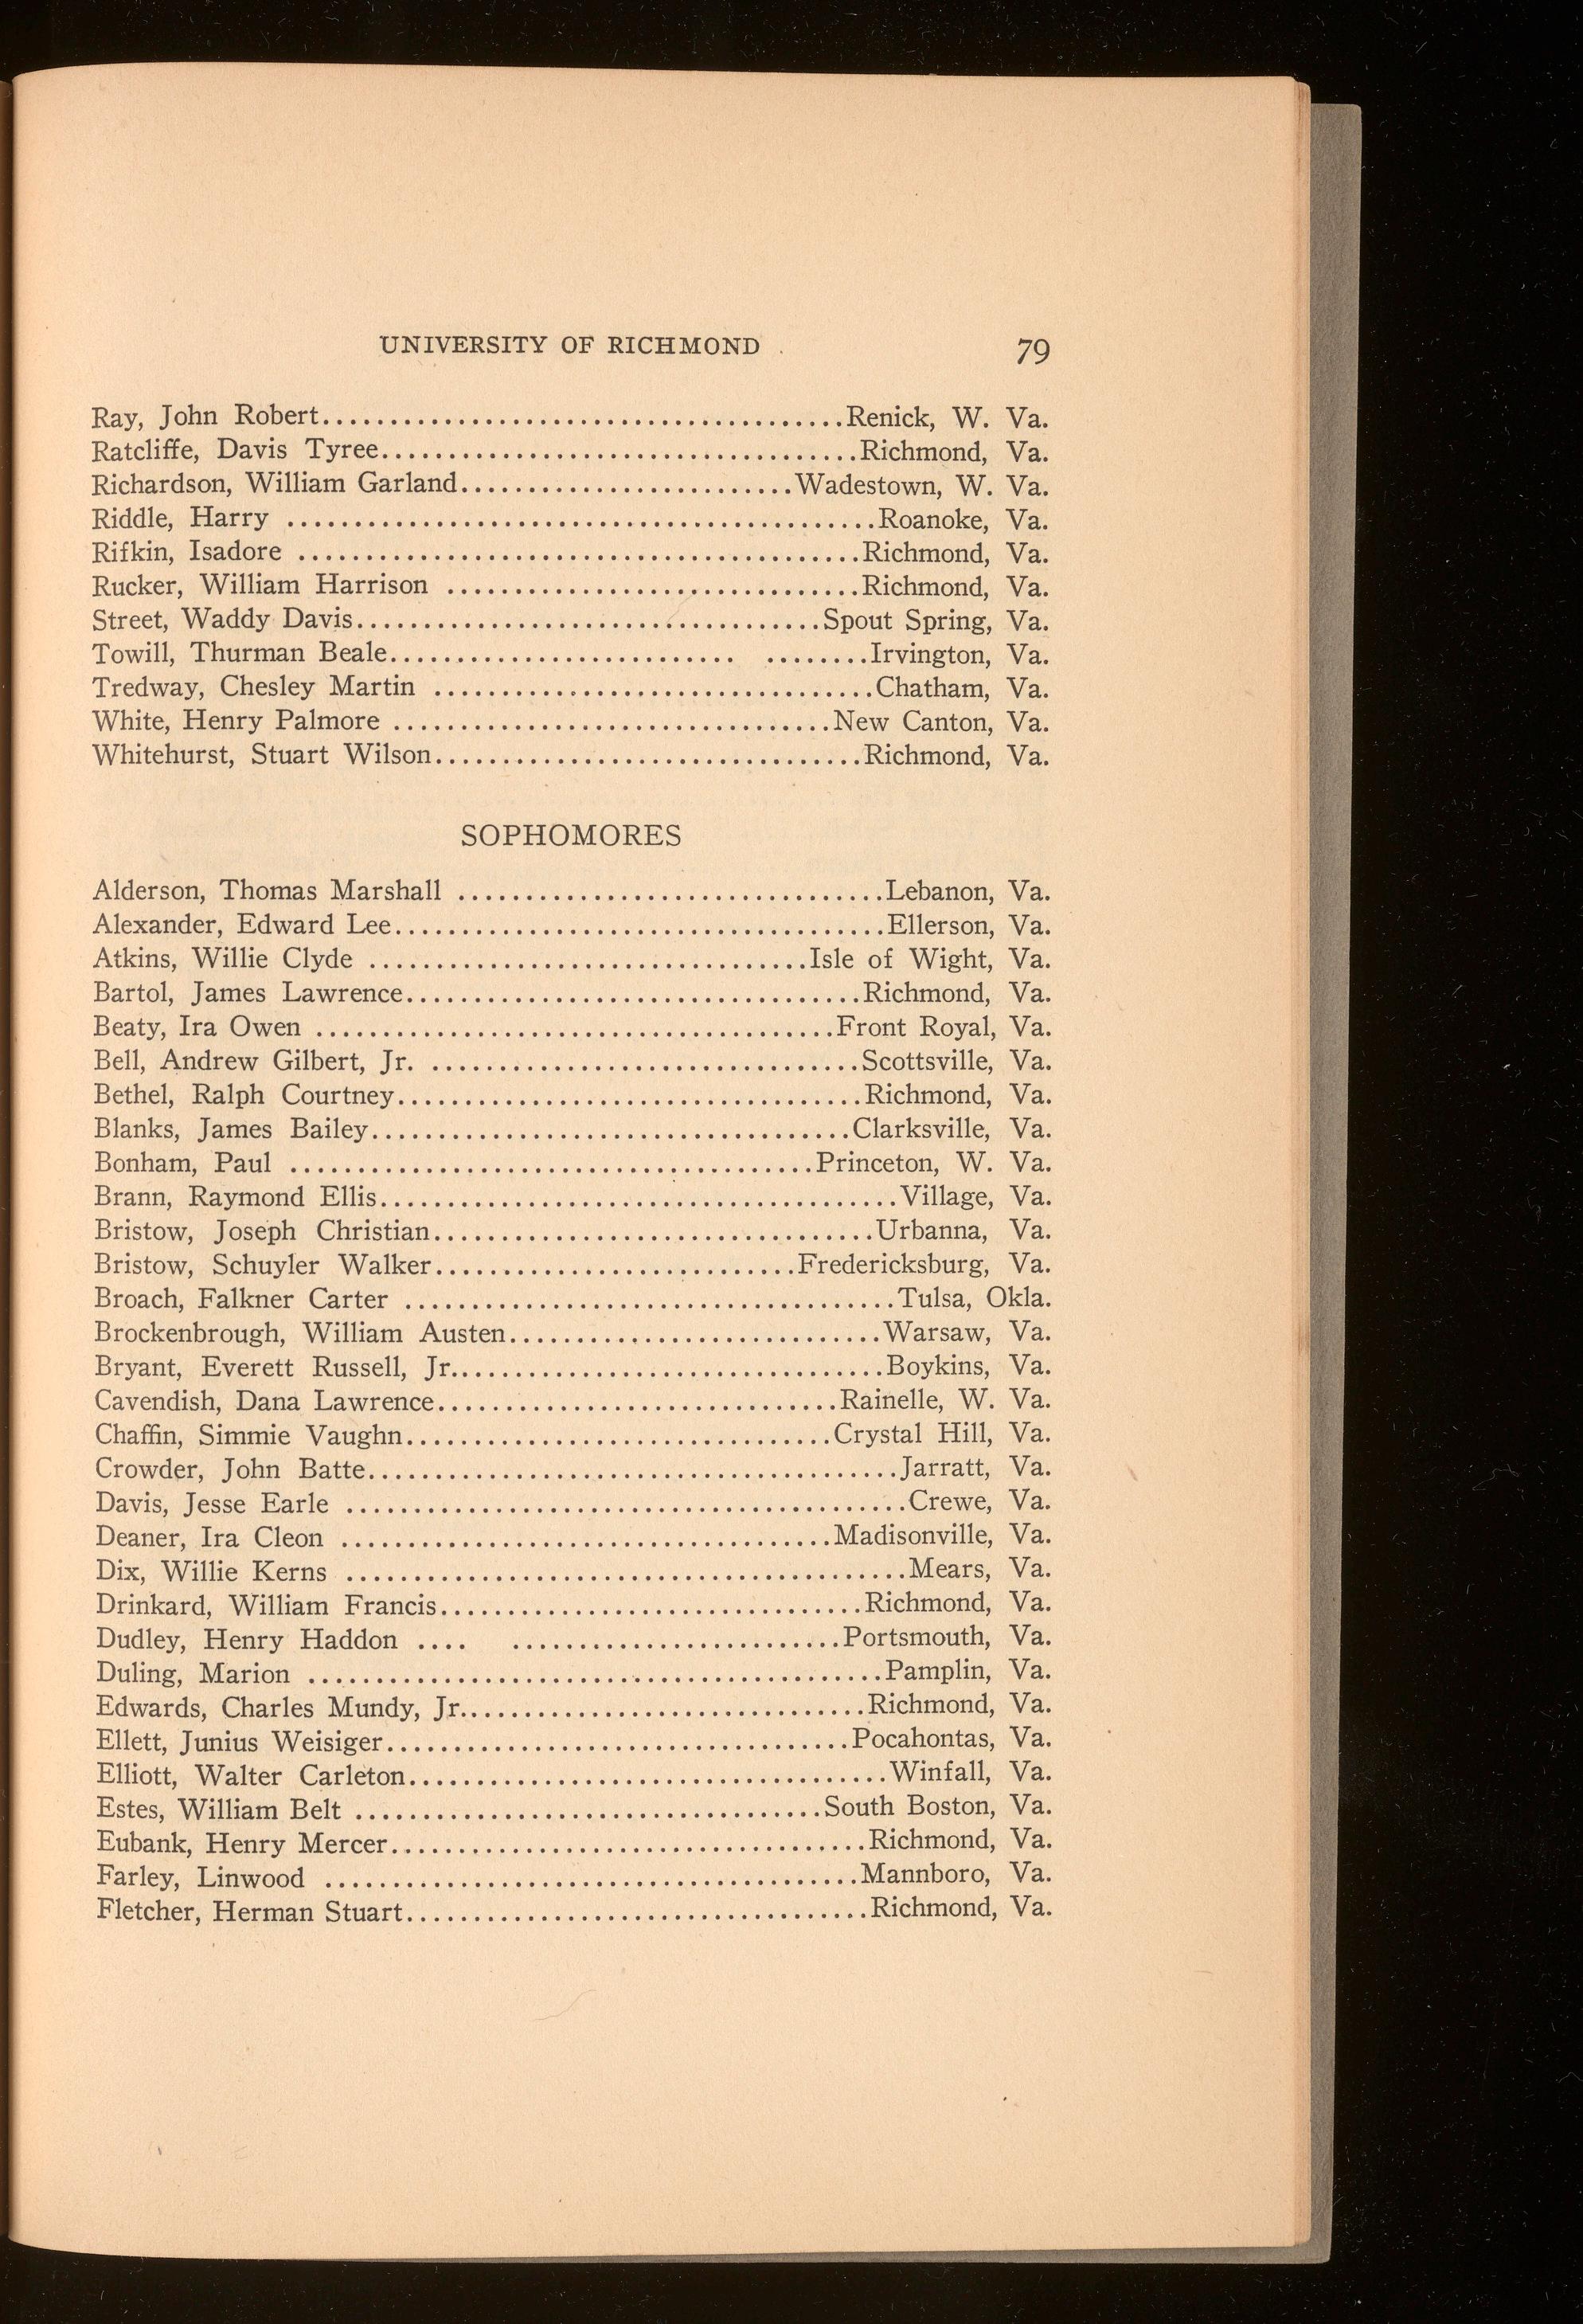 UNIVERSITY OF RICHMOND 79
Ray, John Robert.......................................Renick, W. Va.
Ratcliffe, Davis Tyree....................................Richmond, Va.
Richardson, William Garland.........................Wadestown, W. Va.
Riddle, Harry ............................................Roanoke, Va.
Rifkin, Isadore ..........................................Richmond, Va.
Rucker, William Harrison ...............................Richmond, Va.
Street, Waddy Davis...................................Spout Spring, Va.
Towill, Thurman Beale.......................... ........Irvington, Va.
Tredway, Chesley Martin .................................Chatham, Va.
White, Henry Palmore .................................New Canton, Va.
Whitehurst, Stuart Wilson................................Richmond, Va.
SOPHOMORES
Alderson, Thomas Marshall ................................Lebanon, Va.
Alexander, Edward Lee.....................................Ellerson, Va.
Atkins, Willie Clyde .................................Isle of Wight, Va.
Bartol, James Lawrence..................................Richmond, Va.
Beaty, Ira Owen .......................................Front Royal, Va.
Bell, Andrew Gilbert, Jr. ................................Scottsville, Va.
Bethel, Ralph Courtney...................................Richmond, Va.
Blanks, James Bailey....................................Clarksville, Va.
Bonham, Paul .......................................Princeton, W. Va.
Brann, Raymond Ellis.......................................Village, Va.
Bristow, Joseph Christian.................................Urbanna, Va.
Bristow, Schuyler Walker...........................Fredericksburg, Va.
Broach, Falkner Carter .....................................Tulsa, Okla.
Brockenbrough, William Austen............................Warsaw, Va.
Bryant, Everett Russell, Jr................................Boykins, Va.
Cavendish, Dana Lawrence..............................Rainelle, W. Va.
Chaffin, Simmie Vaughn................................Crystal Hill, Va.
Crowder, John Batte........................................Jarratt, Va.
Davis, Jesse Earle ..........................................Crewe, Va.
Deaner, Ira Cleon .....................................Madisonville, Va.
Dix, Willie Kerns ..........................................Mears, Va.
Drinkard, William Francis................................Richmond, Va.
Dudley, Henry Haddon .... .........................Portsmouth, Va.
Duling, Marion ...........................................Pamplin, Va.
Edwards, Charles Mundy, Jr..............................Richmond, Va.
Ellett, Junius Weisiger...................................Pocahontas, Va.
Elliott, Walter Carleton....................................Winfall, Va.
Estes, William Belt ...................................South Boston, Va.
Eubank, Henry Mercer....................................Richmond, Va.
Farley, Linwood ........................................Mannboro, Va.
Fletcher, Herman Stuart...................................Richmond, Va.